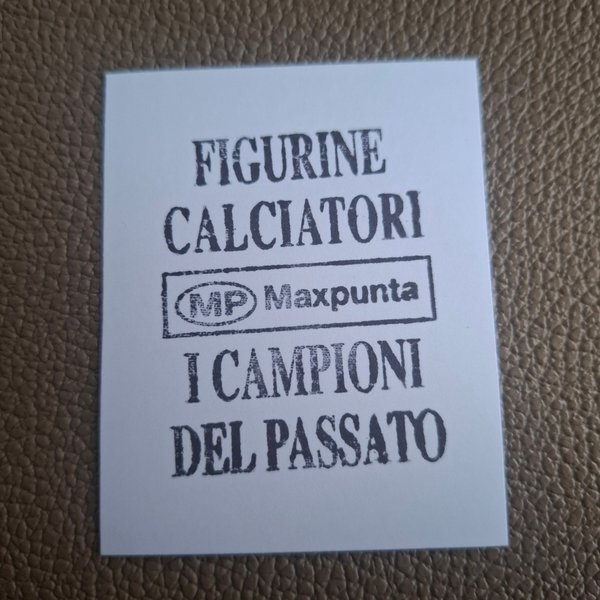 FIGURINE
CALCIATORI
MP Maxpunta
I CAMPIONI
DEL PASSATO